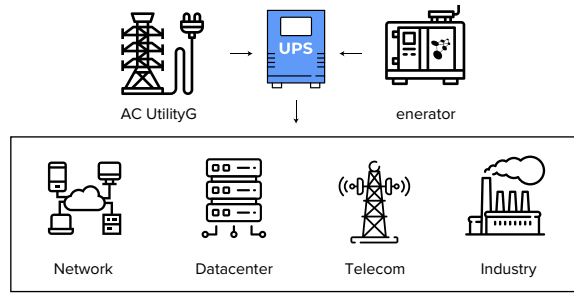 UPS
AC UtilityG
enerator
Network
Datacenter
Telecom
Industry